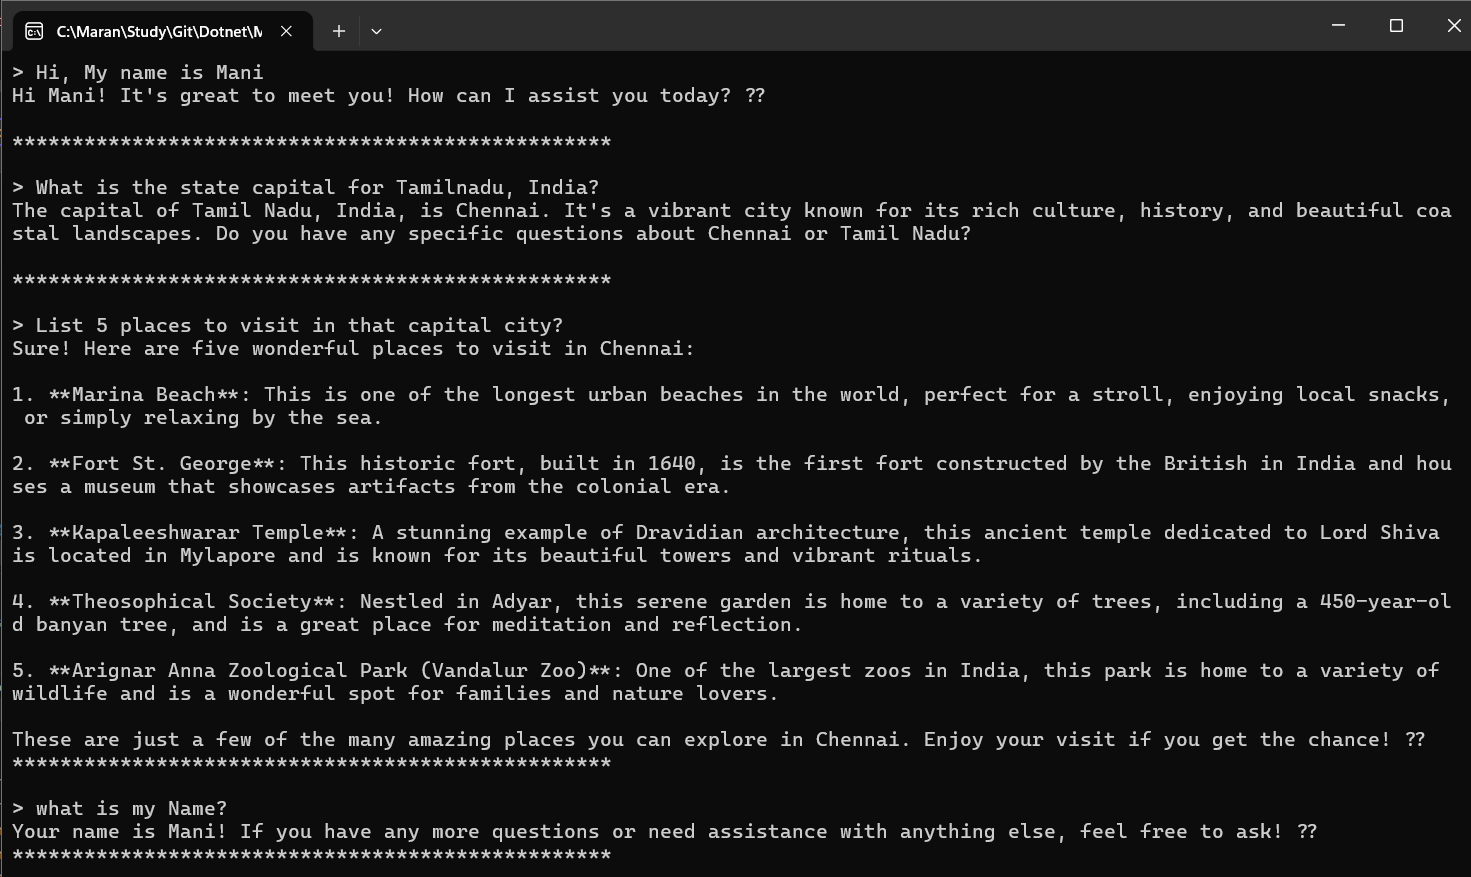 C:\Maran\Study\Git\Dotnet\M
> Hi, My name is Mani
Hi Mani! It's great to meet you! How can I assist you today? ??
**************************************************
> What is the state capital for Tamilnadu, India?
The capital of Tamil Nadu, India, is Chennai. It's a vibrant city known for its rich culture, history, and beautiful coa
stal landscapes. Do you have any specific questions about Chennai or Tamil Nadu?
**************************************************
> List 5 places to visit in that capital city?
Sure! Here are five wonderful places to visit in Chennai:
1. **Marina Beach**: This is one of the longest urban beaches in the world, perfect for a stroll, enjoying local snacks,
or simply relaxing by the sea.
2. **Fort St. George**: This historic fort, built in 1640, is the first fort constructed by the British in India and hou
ses a museum that showcases artifacts from the colonial era.
3. **Kapaleeshwarar Temple**: A stunning example of Dravidian architecture, this ancient temple dedicated to Lord Shiva
is located in Mylapore and is known for its beautiful towers and vibrant rituals.
4. **Theosophical Society**: Nestled in Adyar, this serene garden is home to a variety of trees, including a 450-year-ol
d banyan tree, and is a great place for meditation and reflection.
5. **Arignar Anna Zoological Park (Vandalur Zoo)**: One of the largest zoos in India, this park is home to a variety of
wildlife and is a wonderful spot for families and nature lovers.
These are just a few of the many amazing places you can explore in Chennai. Enjoy your visit if you get the chance! ??
**************************************************
> what is my Name?
Your name is Mani! If you have any more questions or need assistance with anything else, feel free to ask! ??
**************************************************